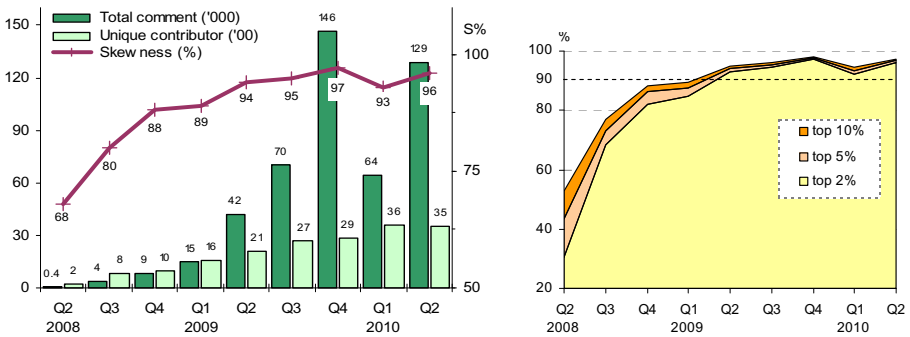 Total comment ('000)
Unique contributor ('00)
Skew ness (%)
S%
150
120
90
60
30
0
100
75
50
68
80
88
89
94
95
97
93
96
0.4
2
4
8
9
10
15
16
42
21
70
27
146
29
64
36
129
35
Q2
Q3
Q4
Q1
Q2
Q3
Q4
Q1
Q2
2008
2009
2010
%
100
90
80
60
40
20
top 10%
top 5%
top 2%
Q2
Q3
Q4
Q1
Q2
Q3
Q4
Q1
Q2
2008
2009
2010